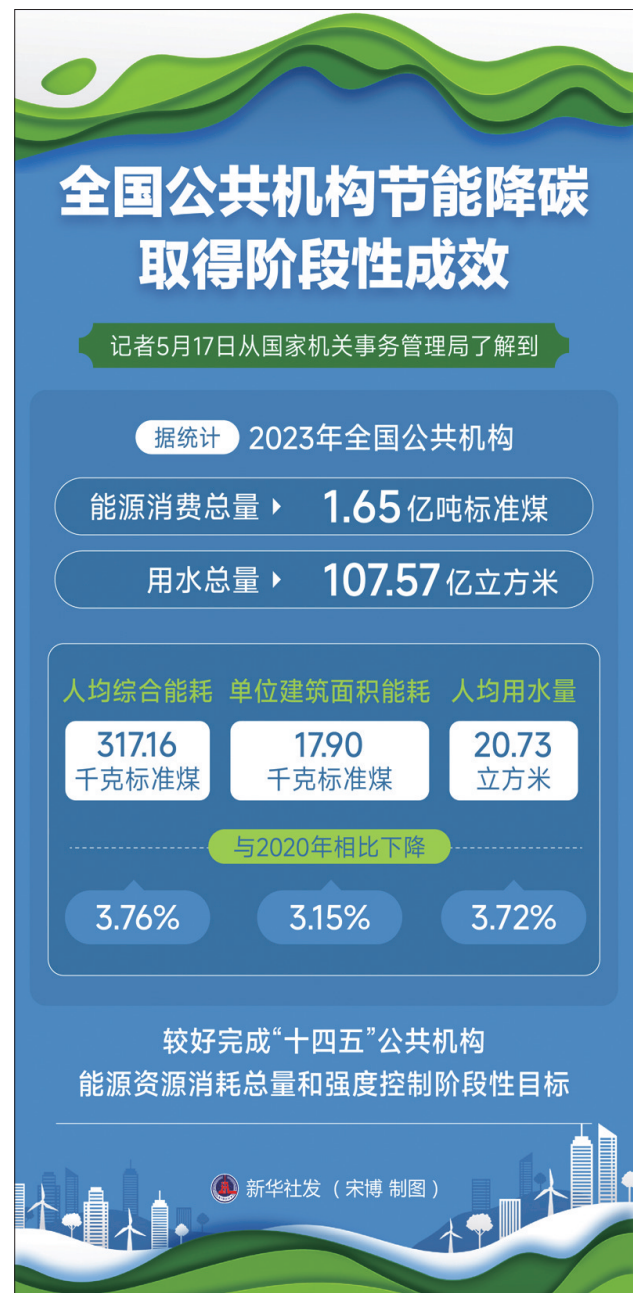 全国公共机构节能降碳
取得阶段性成效
记者5月17日从国家机关事务管理局了解到
据统计 2023年全国公共机构
能源消费总量 1.65亿吨标准煤
用水总量 107.57亿立方米
人均综合能耗 单位建筑面积能耗 人均用水量
317.16 17.90 20.73
千克标准煤 千克标准煤 立方米
与2020年相比下降
3.76% 3.15% 3.72%
较好完成“十四五”公共机构
能源资源消耗总量和强度控制阶段性目标
新华社发（宋博 制图）